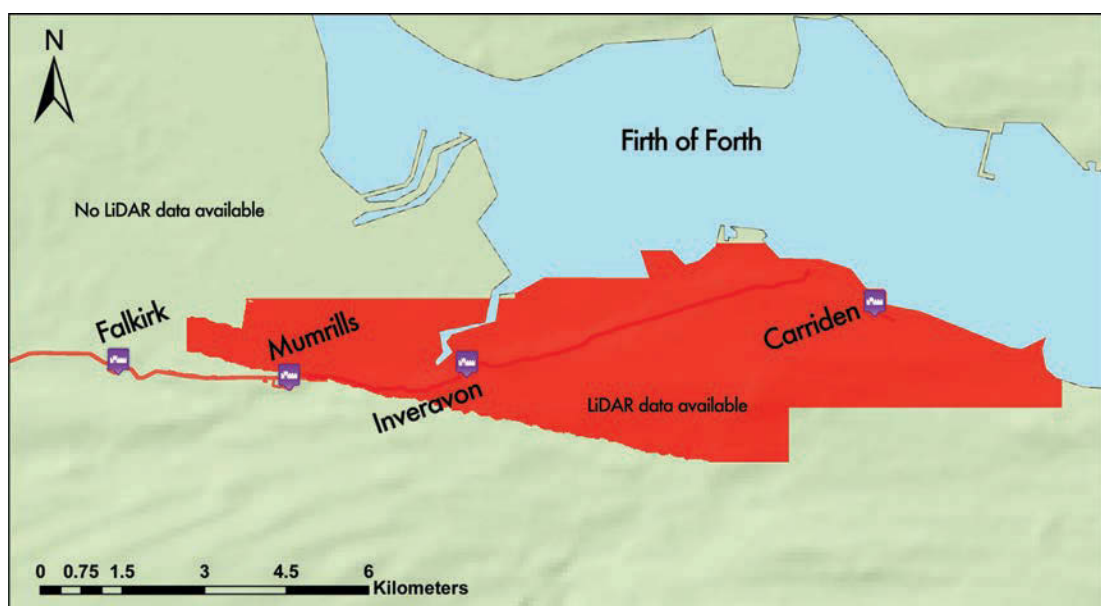 N
Firth of Forth
No LiDAR data available
Falkirk
Mumrills
Carriden
Inveravon
LiDAR data available
0 0.75 1.5 3 4.5 6
Kilometers